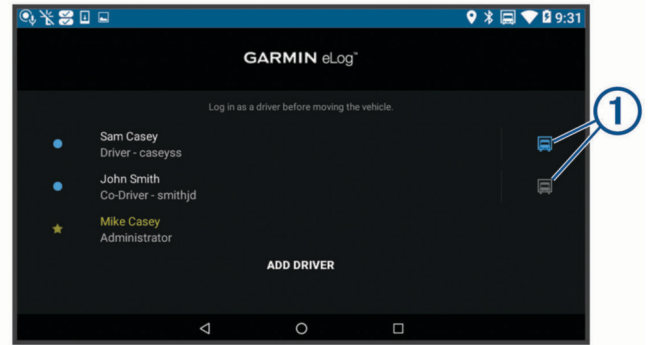 9:31
GARMIN eLog™
Log in as a driver before moving the vehicle.
Sam Casey
Driver - caseyss
John Smith
Co-Driver - smithjd
Mike Casey
Administrator
ADD DRIVER
1